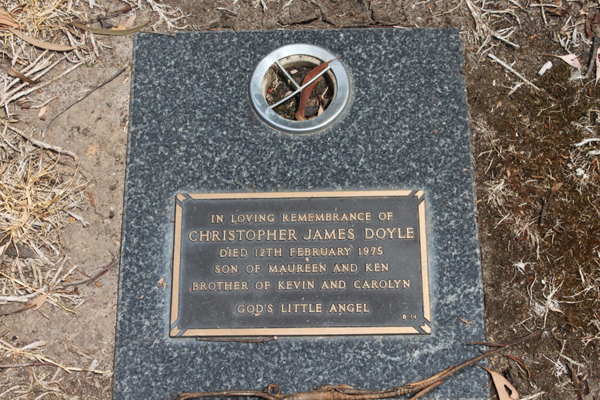 IN LOVING REMEMBRANCE OF
CHRISTOPHER JAMES DOYLE
DIED 12TH FEBRUARY 1975
SON OF MAUREEN AND KEN
BROTHER OF KEVIN AND CAROLYN
GOD'S LITTLE ANGEL
B 14